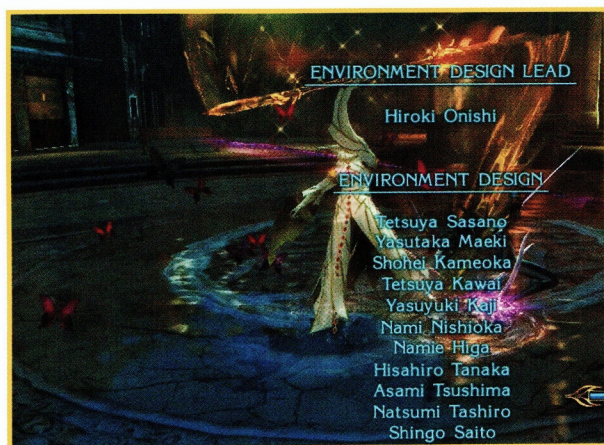 ENVIRONMENT DESIGN LEAD
Hiroki Onishi
ENVIRONMENT DESIGN
Tetsuya Sasano
Yasutaka Maeki
Shohei Kameoka
Tetsuya Kawai
Yasuyuki Kaji
Nami Nishioka
Namie Higa
Hisahiro Tanaka
Asami Tsushima
Natsumi Tashiro
Shingo Saito